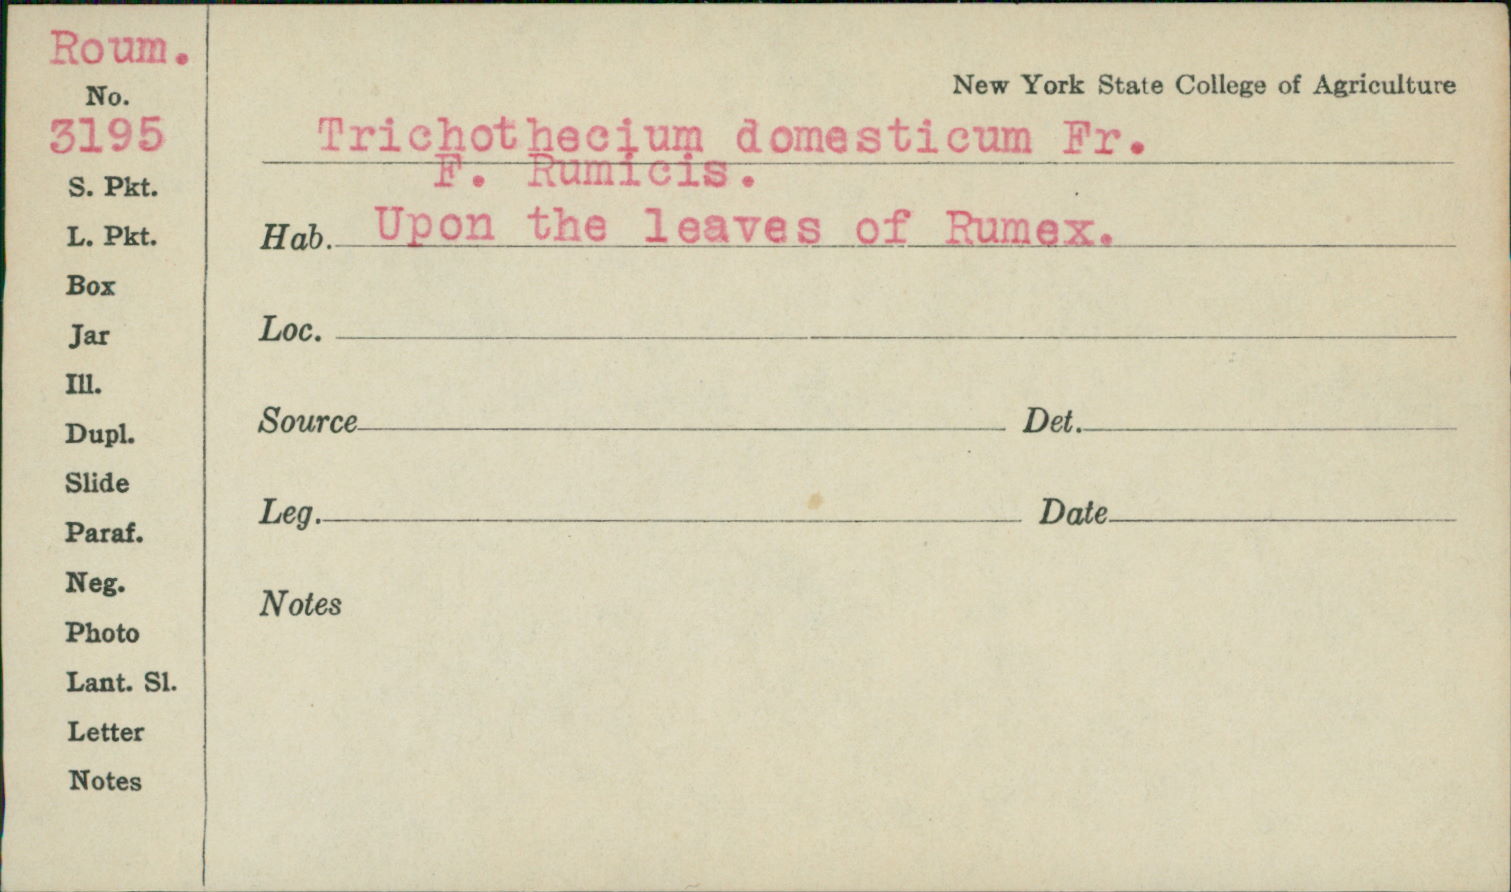 Roum.
No.
3195
S. Pkt.
L. Pkt.
Box
Jar
Ill.
Dupl.
Slide
Paraf.
Neg.
Photo
Lant. Sl.
Letter
Notes
New York State College of Agriculture
Trichothecium domesticum Fr.
F. Rumicis.
Hab. Upon the leaves of Rumex.
Loc.
Source Det.
Leg. Date
Notes